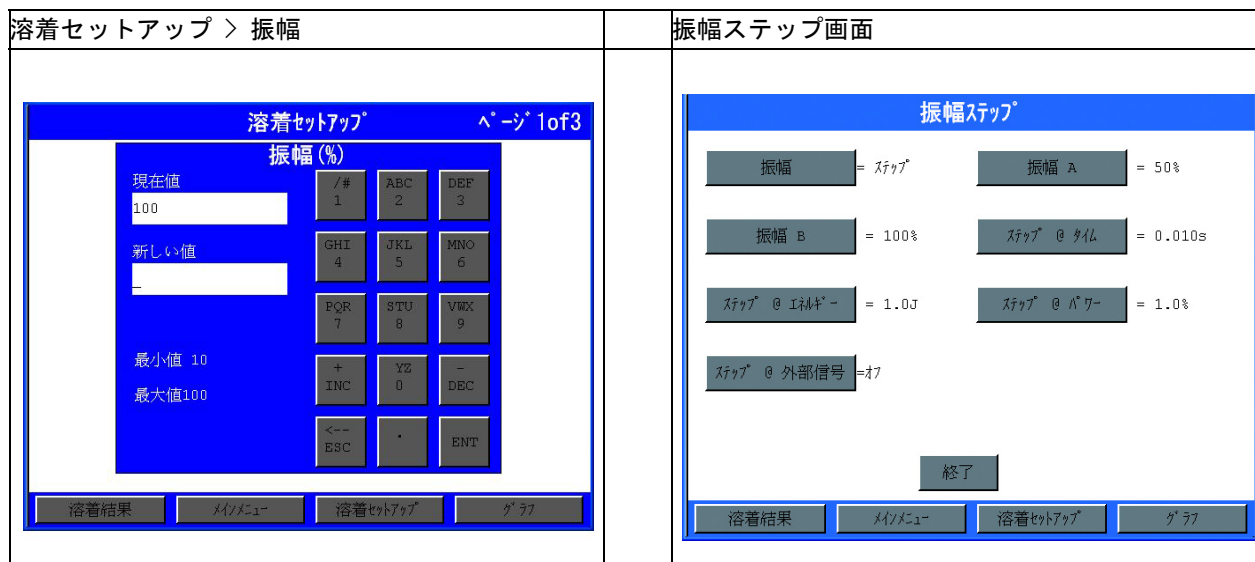 溶着セットアップ > 振幅
振幅ステップ画面
溶着ｾｯﾄｱｯﾌﾟ ﾍﾟｰｼﾞ1of3
振幅(%)
現在値
100
新しい値
_
最小値 10
最大値100
/# 1
ABC 2
DEF 3
GHI 4
JKL 5
MNO 6
PQR 7
STU 8
VWX 9
+ INC
YZ 0
- DEC
<-- ESC
.
ENT
溶着結果
ﾒｲﾝﾒﾆｭｰ
溶着ｾｯﾄｱｯﾌﾟ
ｸﾞﾗﾌ
振幅ｽﾃｯﾌﾟ
振幅 = ｽﾃｯﾌﾟ
振幅 A = 50%
振幅 B = 100%
ｽﾃｯﾌﾟ @ ﾀｲﾑ = 0.010s
ｽﾃｯﾌﾟ @ ｴﾈﾙｷﾞｰ = 1.0J
ｽﾃｯﾌﾟ @ ﾊﾟﾜｰ = 1.0%
ｽﾃｯﾌﾟ @ 外部信号 =ｵﾌ
終了
溶着結果
ﾒｲﾝﾒﾆｭｰ
溶着ｾｯﾄｱｯﾌﾟ
ｸﾞﾗﾌ